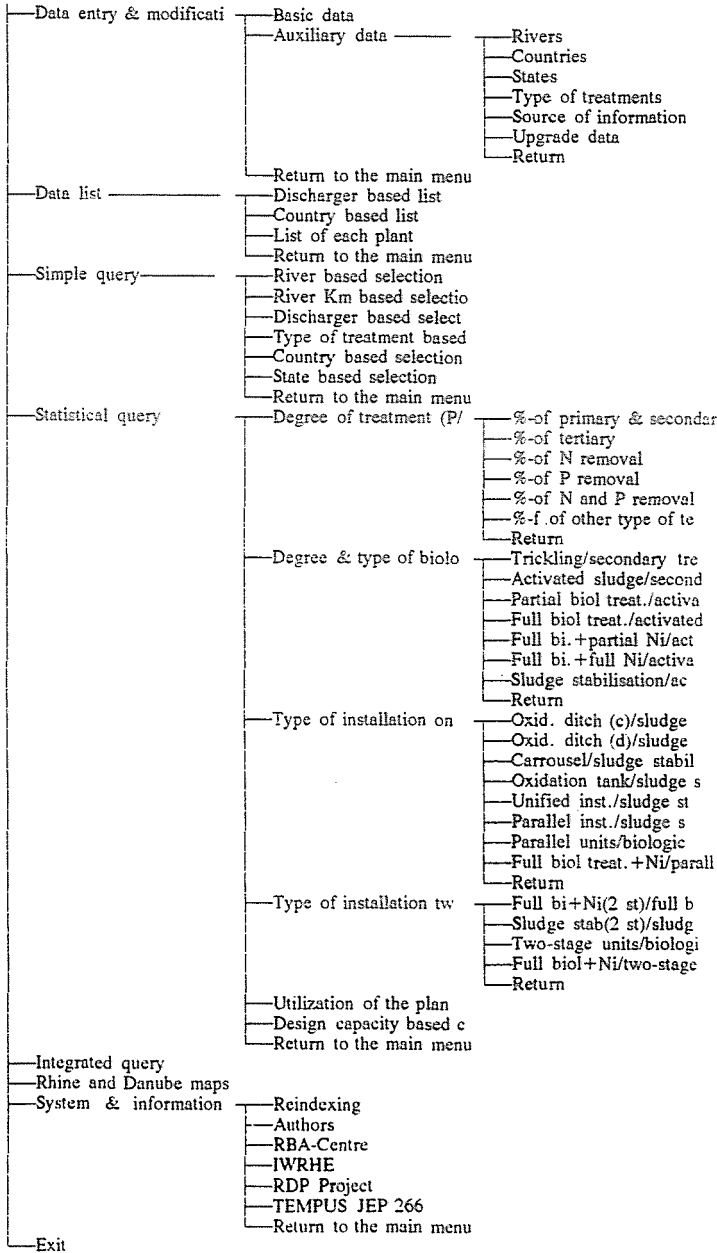 Data entry & modificati
Basic data
Auxiliary data
Rivers
Countries
States
Type of treatments
Source of information
Upgrade data
Return
Return to the main menu
Data list
Discharger based list
Country based list
List of each plant
Return to the main menu
Simple query
River based selection
River Km based selectio
Discharger based select
Type of treatment based
Country based selection
State based selection
Return to the main menu
Statistical query
Degree of treatment (P/
%-of primary & secondar
%-of tertiary
%-of N removal
%-of P removal
%-of N and P removal
%-f .of other type of te
Return
Degree & type of biolo
Trickling/secondary tre
Activated sludge/second
Partial biol treat./activa
Full biol treat./activated
Full bi.+partial Ni/act
Full bi.+full Ni/activa
Sludge stabilisation/ac
Return
Type of installation on
Oxid. ditch (c)/sludge
Oxid. ditch (d)/sludge
Carrousel/sludge stabil
Oxidation tank/sludge s
Unified inst./sludge st
Parallel inst./sludge s
Parallel units/biologic
Full biol treat.+Ni/parall
Return
Type of installation tw
Full bi+Ni(2 st)/full b
Sludge stab(2 st)/sludg
Two-stage units/biologi
Full biol+Ni/two-stage
Return
Utilization of the plan
Design capacity based c
Return to the main menu
Integrated query
Rhine and Danube maps
System & information
Reindexing
Authors
RBA-Centre
IWRHE
RDP Project
TEMPUS JEP 266
Return to the main menu
Exit